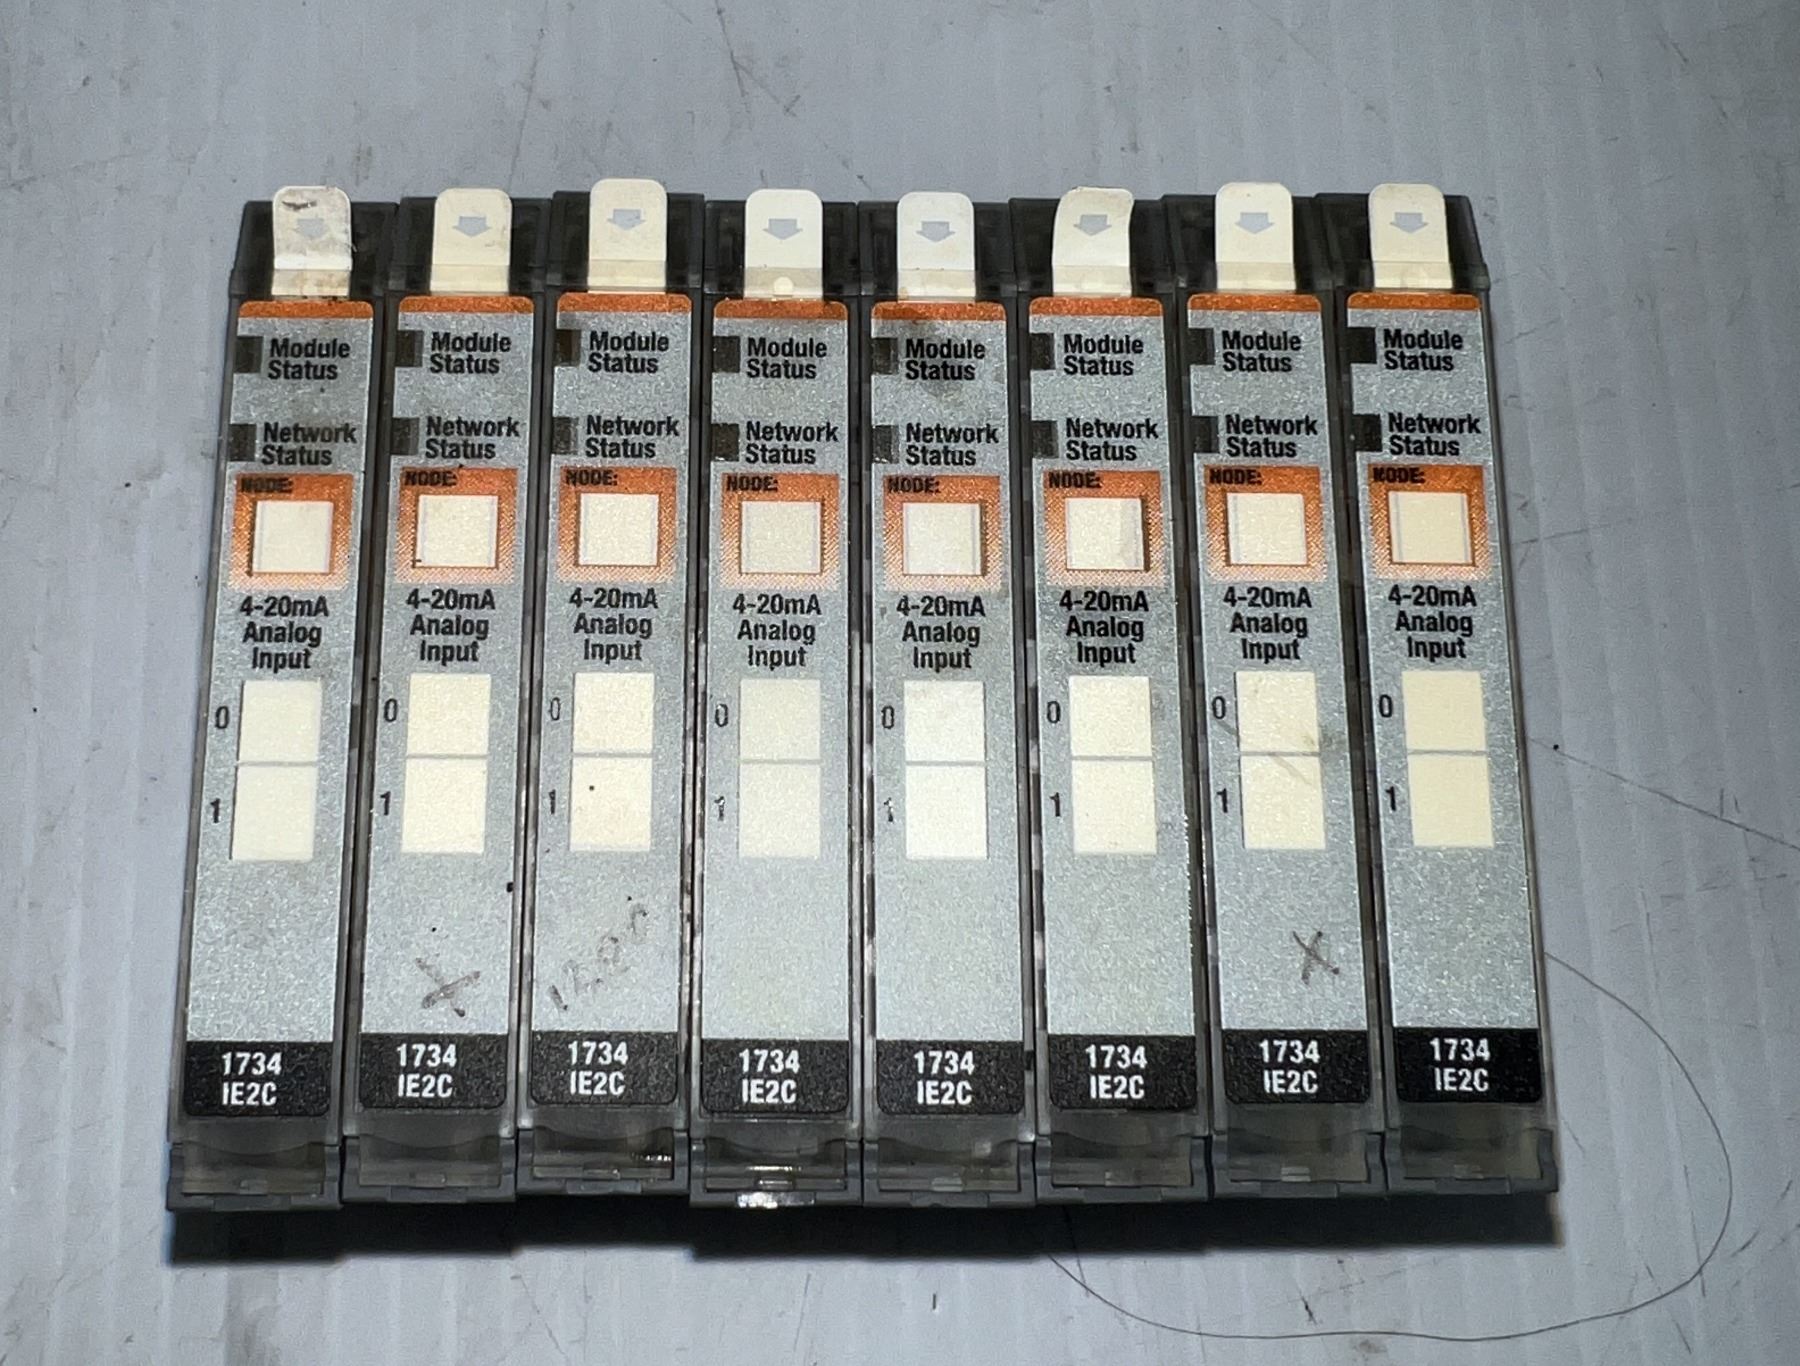 Module
Status
Network
Status
NODE:
4-20mA
Analog
Input
0
1
1734
IE2C
Module
Status
Network
Status
NODE:
4-20mA
Analog
Input
0
1
X
1734
IE2C
Module
Status
Network
Status
NODE:
4-20mA
Analog
Input
0
1
1734
IE2C
Module
Status
Network
Status
NODE:
4-20mA
Analog
Input
0
1
1734
IE2C
Module
Status
Network
Status
NODE:
4-20mA
Analog
Input
0
1
1734
IE2C
Module
Status
Network
Status
NODE:
4-20mA
Analog
Input
0
1
1734
IE2C
Module
Status
Network
Status
NODE:
4-20mA
Analog
Input
0
1
X
1734
IE2C
Module
Status
Network
Status
NODE:
4-20mA
Analog
Input
0
1
1734
IE2C